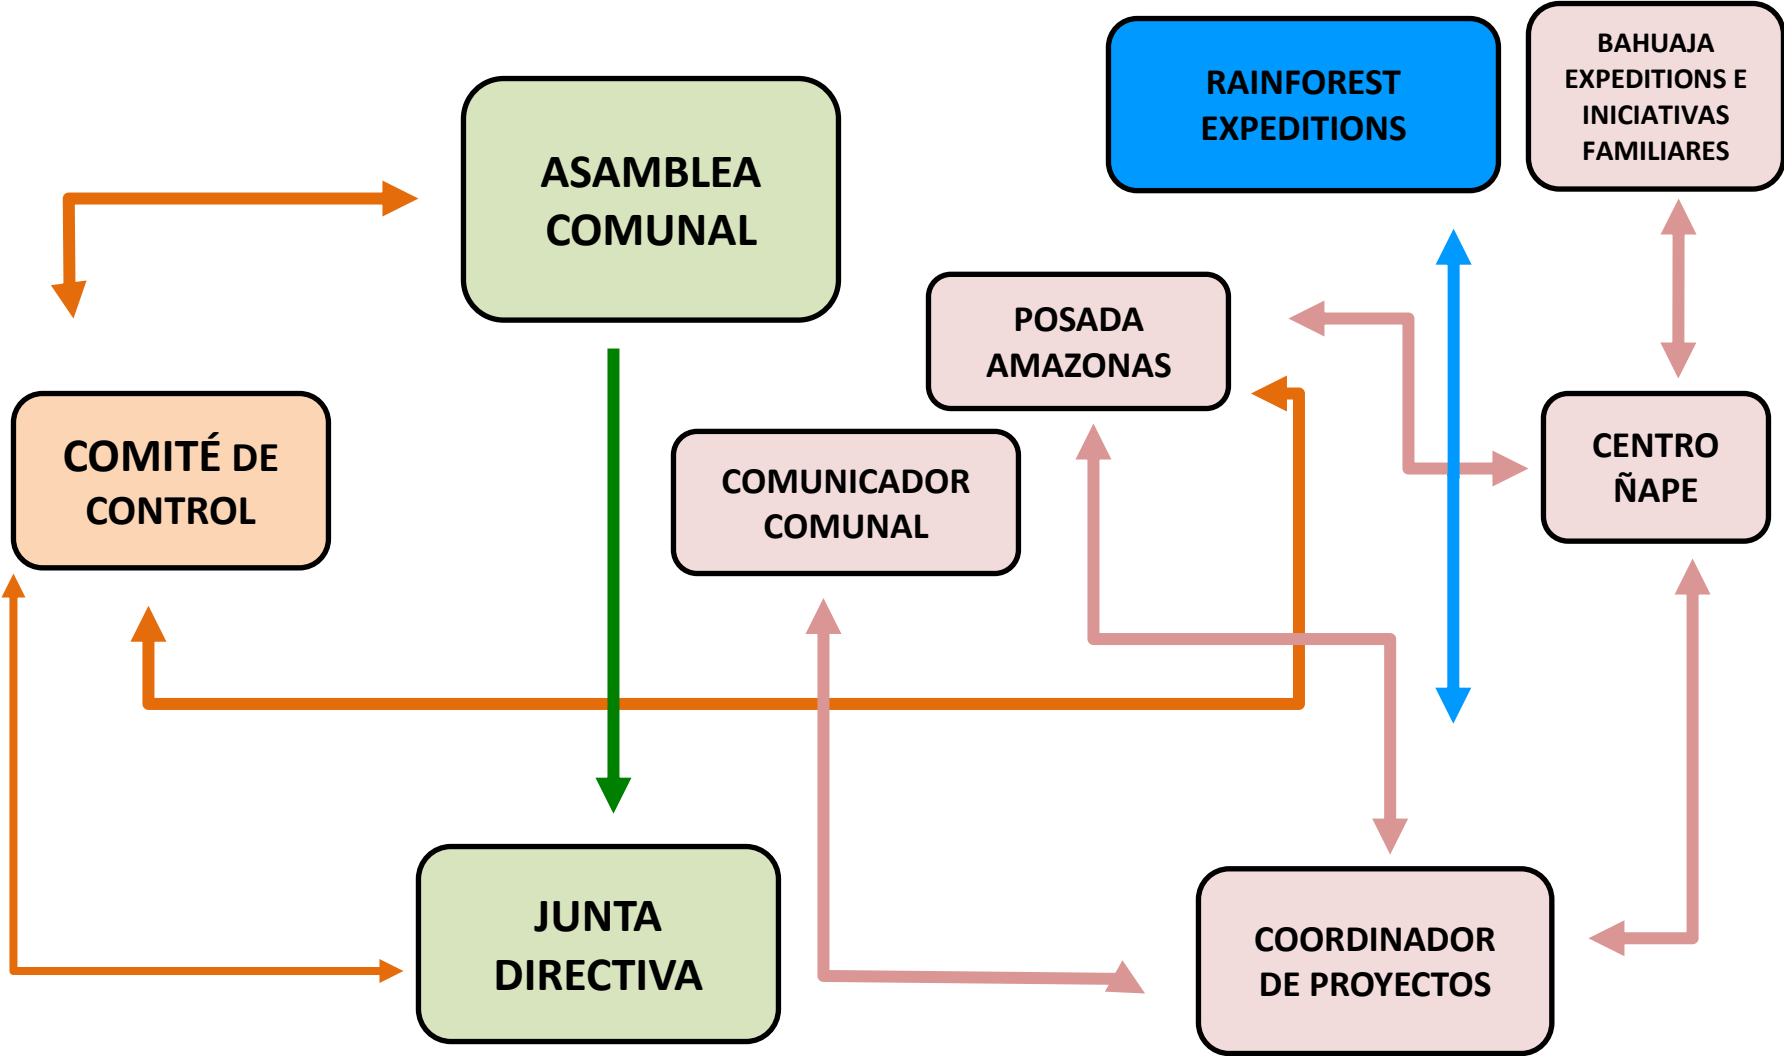 ASAMBLEA
COMUNAL
RAINFOREST
EXPEDITIONS
BAHUAJA
EXPEDITIONS E
INICIATIVAS
FAMILIARES
POSADA
AMAZONAS
COMITÉ DE
CONTROL
COMUNICADOR
COMUNAL
CENTRO
ÑAPE
JUNTA
DIRECTIVA
COORDINADOR
DE PROYECTOS